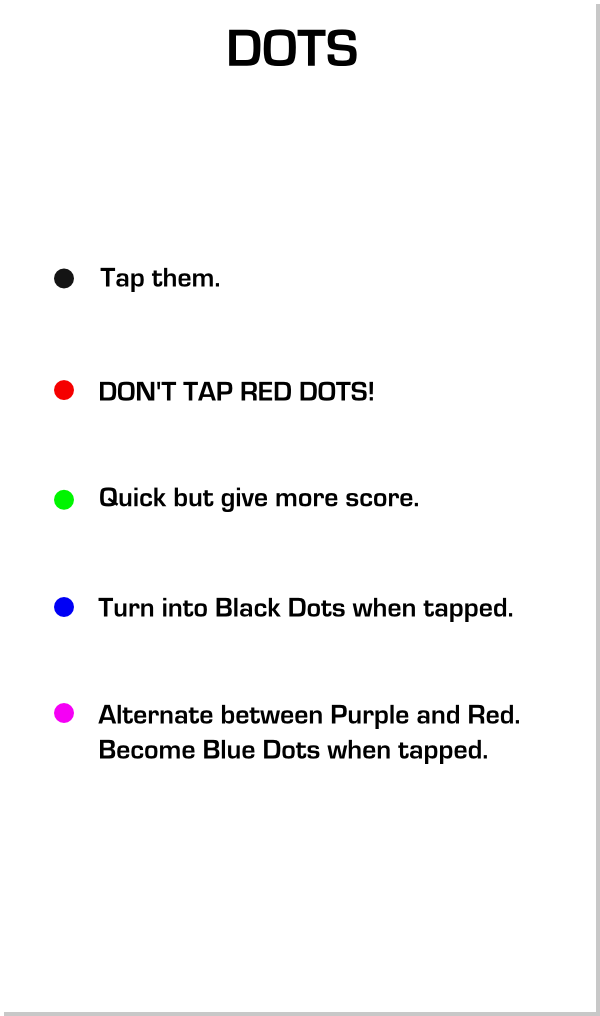 DOTS
Tap them.
DON'T TAP RED DOTS!
Quick but give more score.
Turn into Black Dots when tapped.
Alternate between Purple and Red.
Become Blue Dots when tapped.